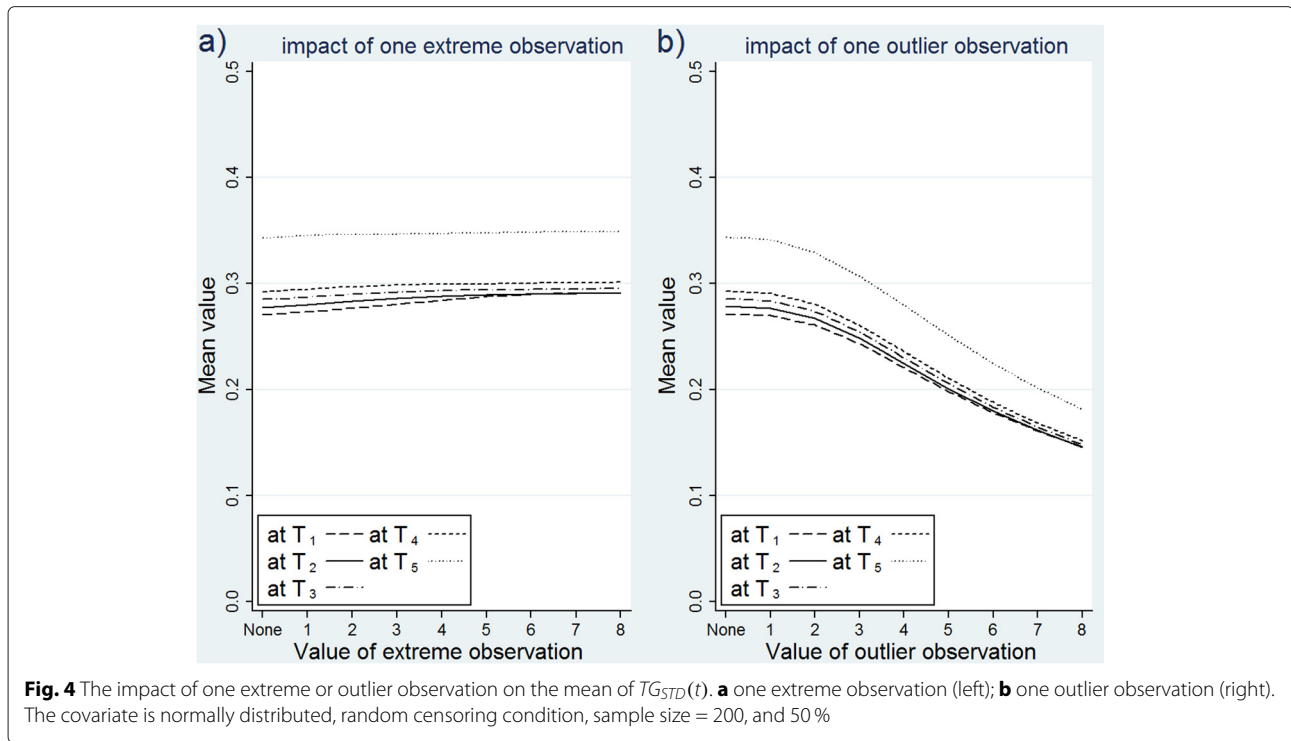 a) impact of one extreme observation
0.5
0.4
0.3
0.2
0.1
0.0
Mean value
at T1 at T4
at T2 at T5
at T3
None 1 2 3 4 5 6 7 8
Value of extreme observation
b) impact of one outlier observation
0.5
0.4
0.3
0.2
0.1
0.0
Mean value
at T1 at T4
at T2 at T5
at T3
None 1 2 3 4 5 6 7 8
Value of outlier observation
Fig. 4 The impact of one extreme or outlier observation on the mean of TG_STD(t). a one extreme observation (left); b one outlier observation (right).
The covariate is normally distributed, random censoring condition, sample size = 200, and 50 %